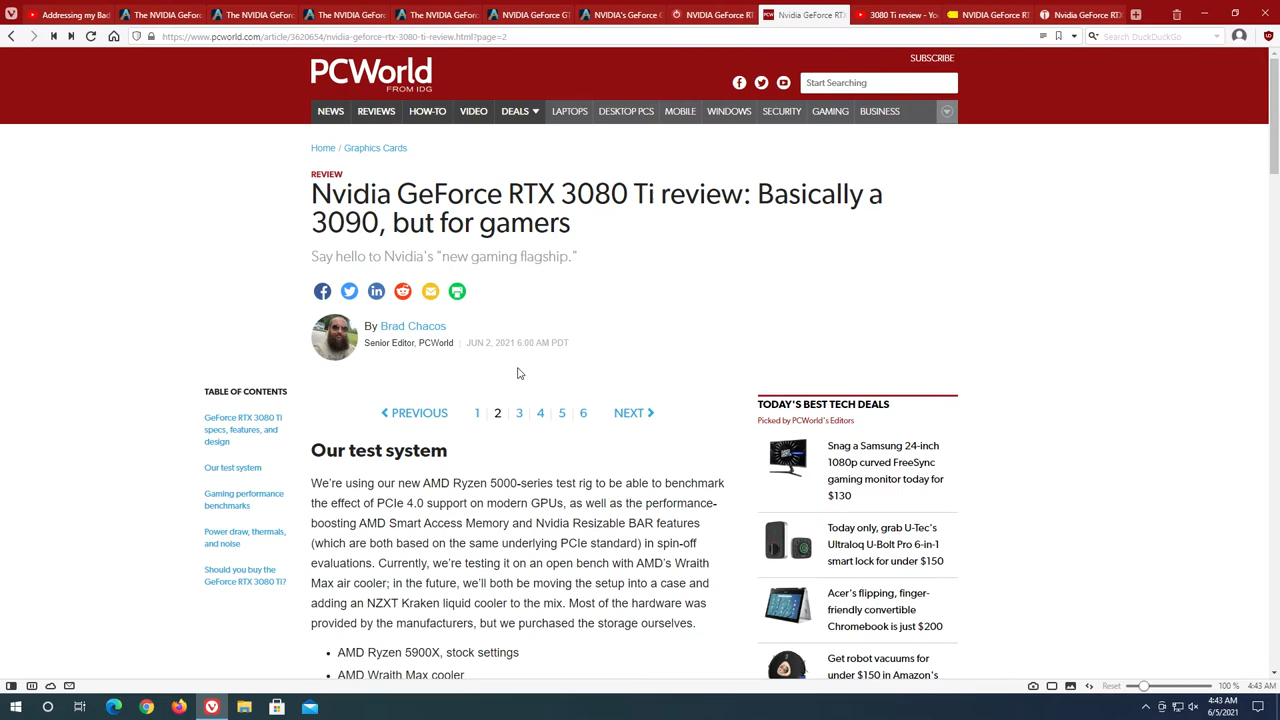 Addressing my Bad
The NVIDIA GeForce
The NVIDIA GeForce
The NVIDIA GeForce
The NVIDIA GeForce
NVIDIA GeForce GT
NVIDIA's GeForce G
NVIDIA GeForce RT
Nvidia GeForce RTX
3080 Ti review - Yo
NVIDIA GeForce RT
Nvidia GeForce RTX
https://www.pcworld.com/article/3620654/nvidia-geforce-rtx-3080-ti-review.html?page=2
Search DuckDuckGo
SUBSCRIBE
PCWorld
FROM IDG
Start Searching
NEWS REVIEWS HOW-TO VIDEO DEALS LAPTOPS DESKTOP PCS MOBILE WINDOWS SECURITY GAMING BUSINESS
Home / Graphics Cards
REVIEW
Nvidia GeForce RTX 3080 Ti review: Basically a
3090, but for gamers
Say hello to Nvidia's "new gaming flagship."
By Brad Chacos
Senior Editor, PCWorld | JUN 2, 2021 6:00 AM PDT
TABLE OF CONTENTS
GeForce RTX 3080 Ti
specs, features, and
design
Our test system
Gaming performance
benchmarks
Power draw, thermals,
and noise
Should you buy the
GeForce RTX 3080 Ti?
PREVIOUS 1 2 3 4 5 6 NEXT
Our test system
We're using our new AMD Ryzen 5000-series test rig to be able to benchmark
the effect of PCIe 4.0 support on modern GPUs, as well as the performance-
boosting AMD Smart Access Memory and Nvidia Resizable BAR features
(which are both based on the same underlying PCIe standard) in spin-off
evaluations. Currently, we're testing it on an open bench with AMD's Wraith
Max air cooler; in the future, we'll both be moving the setup into a case and
adding an NZXT Kraken liquid cooler to the mix. Most of the hardware was
provided by the manufacturers, but we purchased the storage ourselves.
• AMD Ryzen 5900X, stock settings
• AMD Wraith Max cooler
TODAY'S BEST TECH DEALS
Picked by PCWorld's Editors
Snag a Samsung 24-inch
1080p curved FreeSync
gaming monitor today for
$130
Today only, grab U-Tec's
Ultraloq U-Bolt Pro 6-in-1
smart lock for under $150
Acer's flipping, finger-
friendly convertible
Chromebook is just $200
Get robot vacuums for
under $150 in Amazon's
Reset 100 % 4:43 AM
4:43 AM
6/5/2021